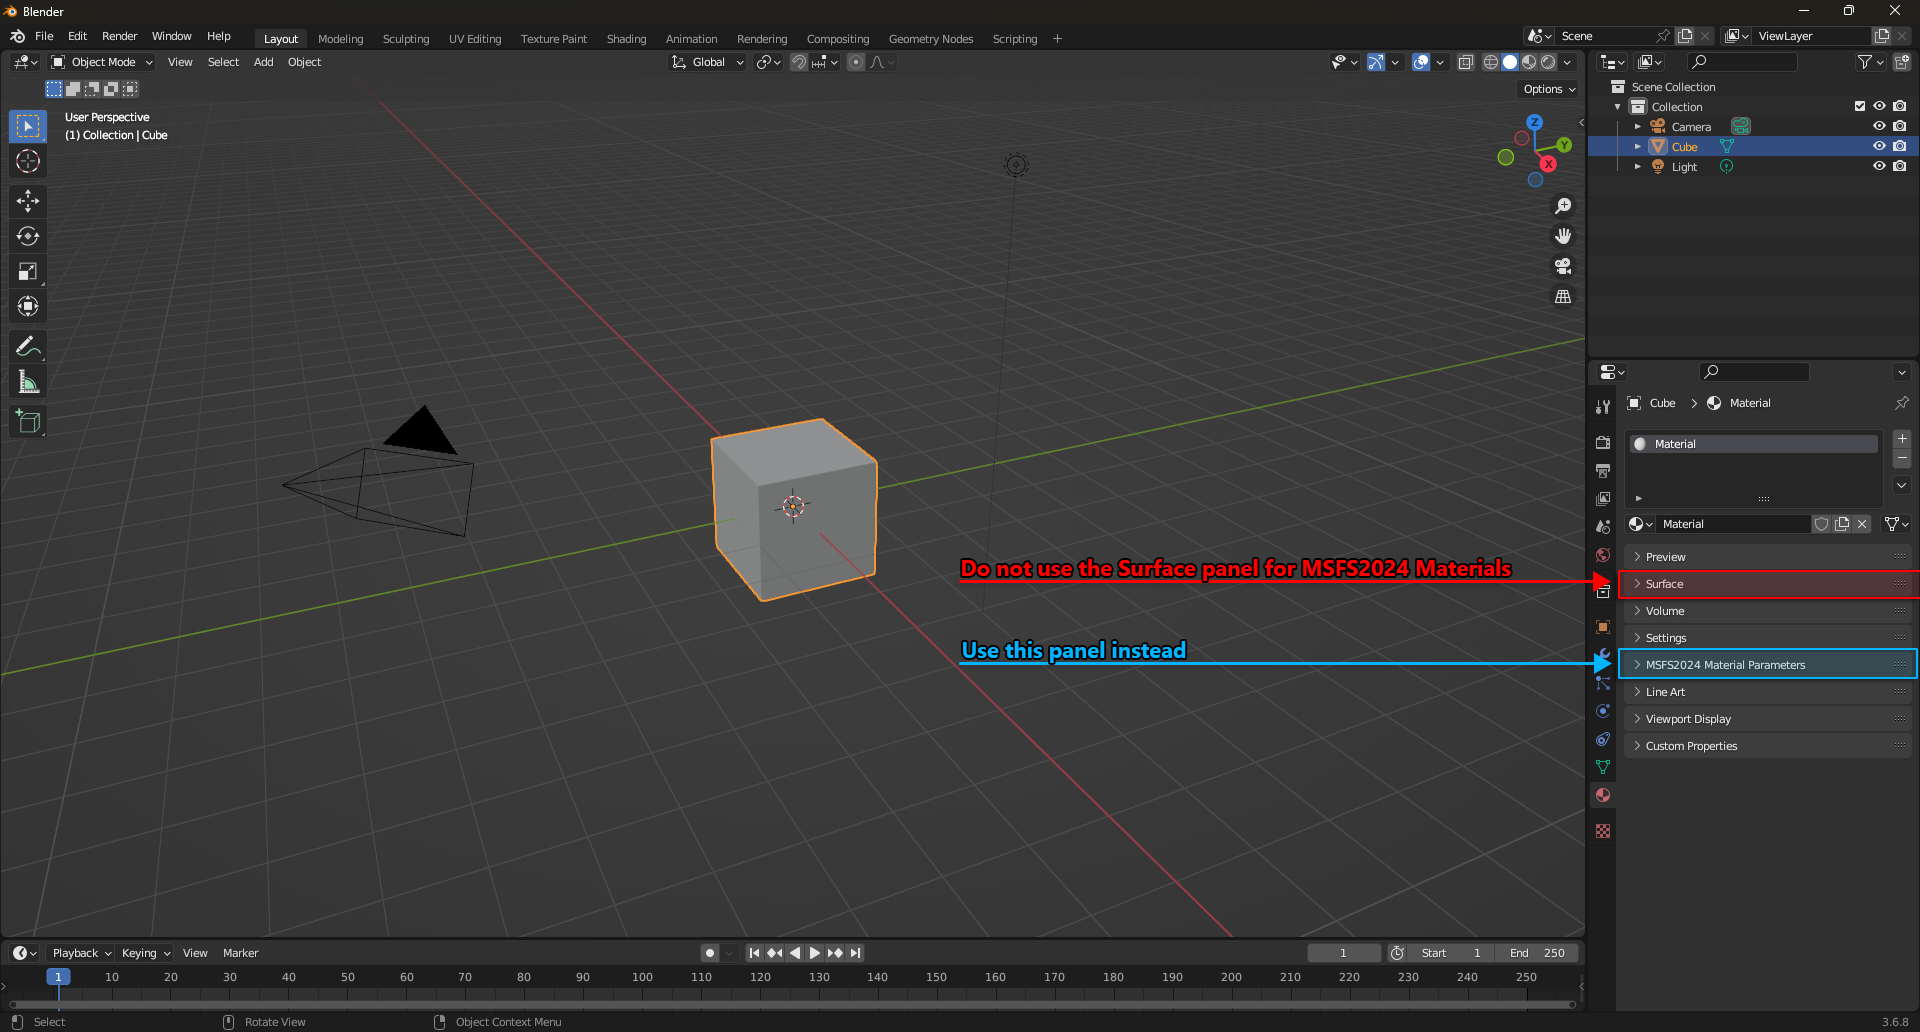 Blender
File Edit Render Window Help Layout Modeling Sculpting UV Editing Texture Paint Shading Animation Rendering Compositing Geometry Nodes Scripting + Scene ViewLayer
Object Mode View Select Add Object Global
Options
User Perspective
(1) Collection | Cube
Z
Y
X
Scene Collection
Collection
Camera
Cube
Light
Cube > Material
Material
Material
Preview
Do not use the Surface panel for MSFS2024 Materials
Surface
Volume
Settings
Use this panel instead
MSFS2024 Material Parameters
Line Art
Viewport Display
Custom Properties
Playback Keying View Marker 1 Start 1 End 250
1 10 20 30 40 50 60 70 80 90 100 110 120 130 140 150 160 170 180 190 200 210 220 230 240 250
Select Rotate View Object Context Menu 3.6.8